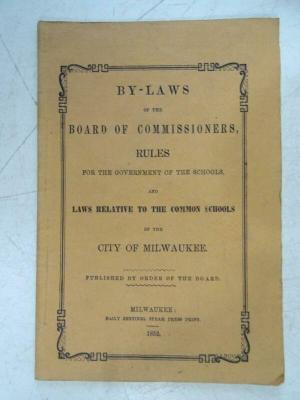 BY-LAWS
OF THE
BOARD OF COMMISSIONERS,
RULES
FOR THE GOVERNMENT OF THE SCHOOLS,
AND
LAWS RELATIVE TO THE COMMON SCHOOLS
OF THE
CITY OF MILWAUKEE.
PUBLISHED BY ORDER OF THE BOARD.
MILWAUKEE:
DAILY SENTINEL STEAM PRESS PRINT.
1852.